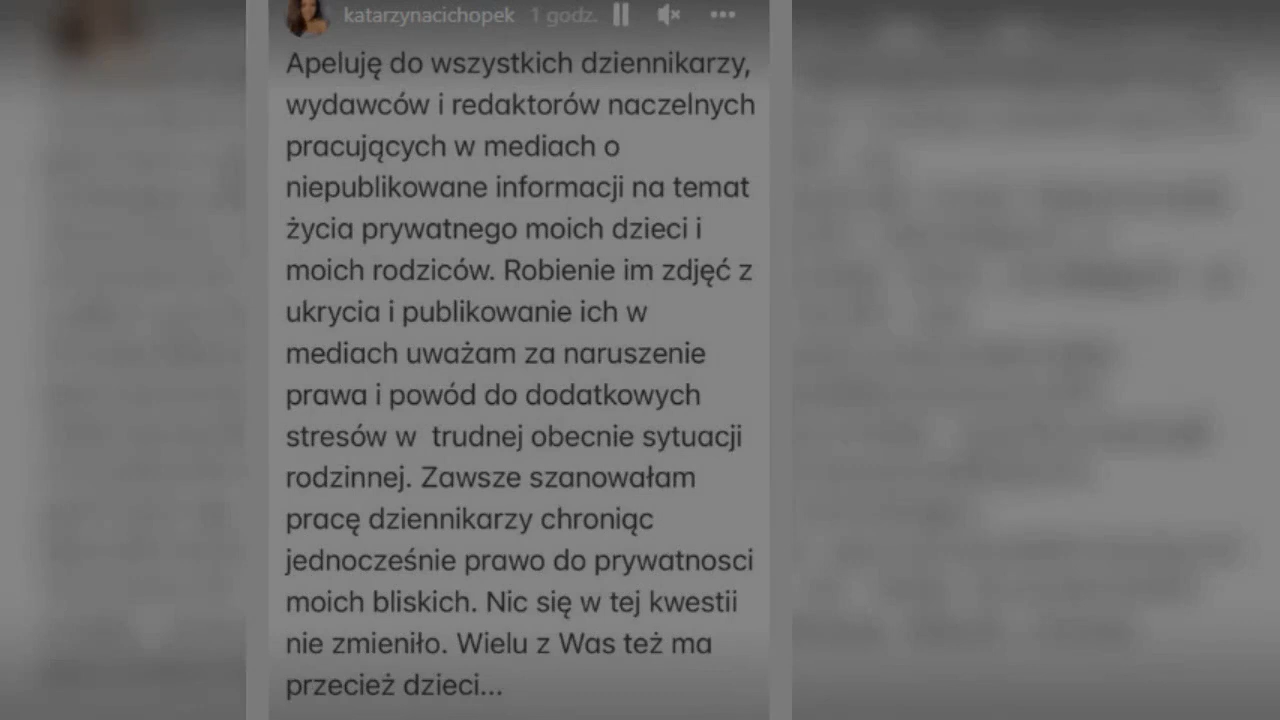 katarzynacichopek 1 godz.
Apeluję do wszystkich dziennikarzy,
wydawców i redaktorów naczelnych
pracujących w mediach o
niepublikowane informacji na temat
życia prywatnego moich dzieci i
moich rodziców. Robienie im zdjęć z
ukrycia i publikowanie ich w
mediach uważam za naruszenie
prawa i powód do dodatkowych
stresów w  trudnej obecnie sytuacji
rodzinnej. Zawsze szanowałam
pracę dziennikarzy chroniąc
jednocześnie prawo do prywatnosci
moich bliskich. Nic się w tej kwestii
nie zmieniło. Wielu z Was też ma
przecież dzieci...